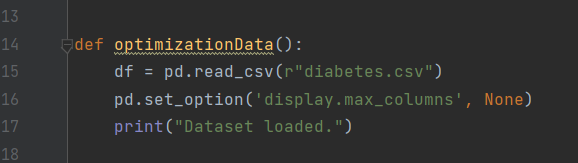 13
14 def optimizationData():
15 df = pd.read_csv(r"diabetes.csv")
16 pd.set_option('display.max_columns', None)
17 print("Dataset loaded.")
18